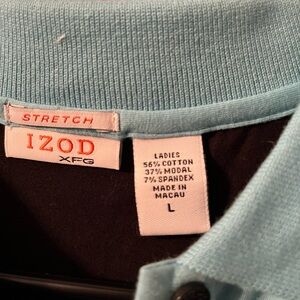 STRETCH
IZOD
XFG
LADIES
56% COTTON
37% MODAL
7% SPANDEX
MADE IN
MACAU
L